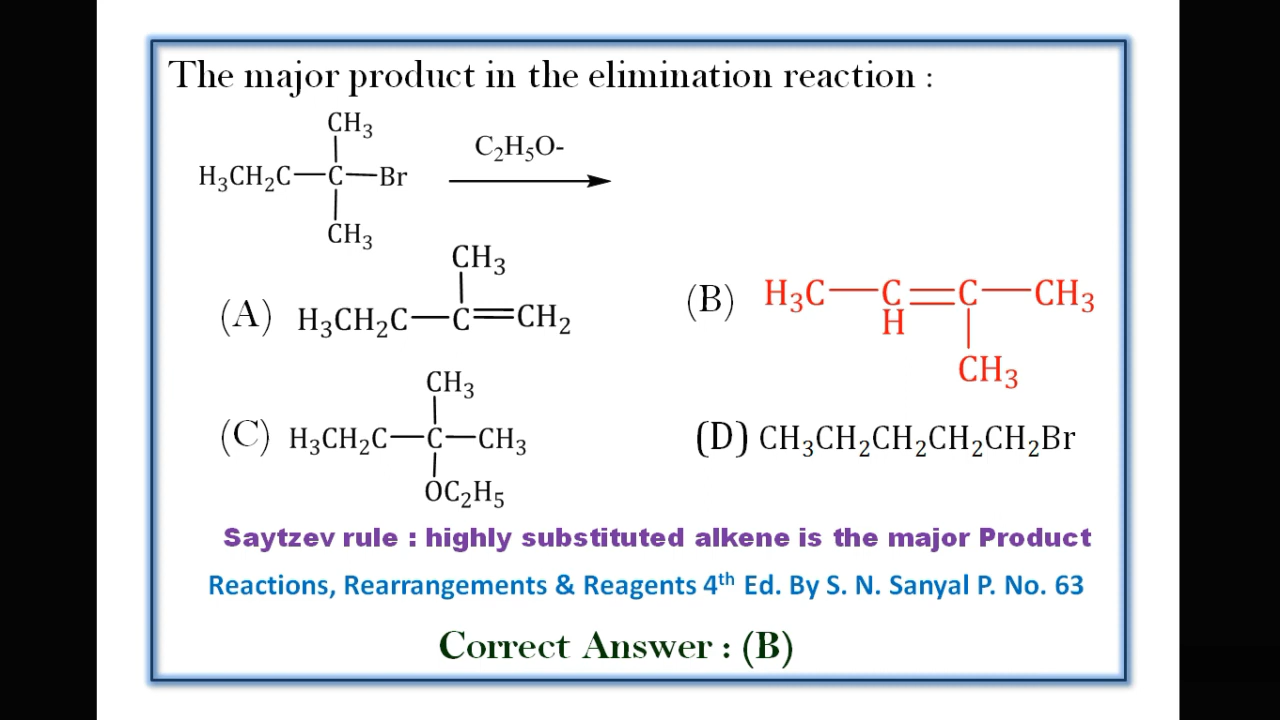 The major product in the elimination reaction :
CH₃
C₂H₅O-
H₃CH₂C—C—Br
CH₃
CH₃
(A) H₃CH₂C—C=CH₂
(B) H₃C—C=C—CH₃
H
CH₃
CH₃
(C) H₃CH₂C—C—CH₃
OC₂H₅
(D) CH₃CH₂CH₂CH₂CH₂Br
Saytzev rule : highly substituted alkene is the major Product
Reactions, Rearrangements & Reagents 4th Ed. By S. N. Sanyal P. No. 63
Correct Answer : (B)